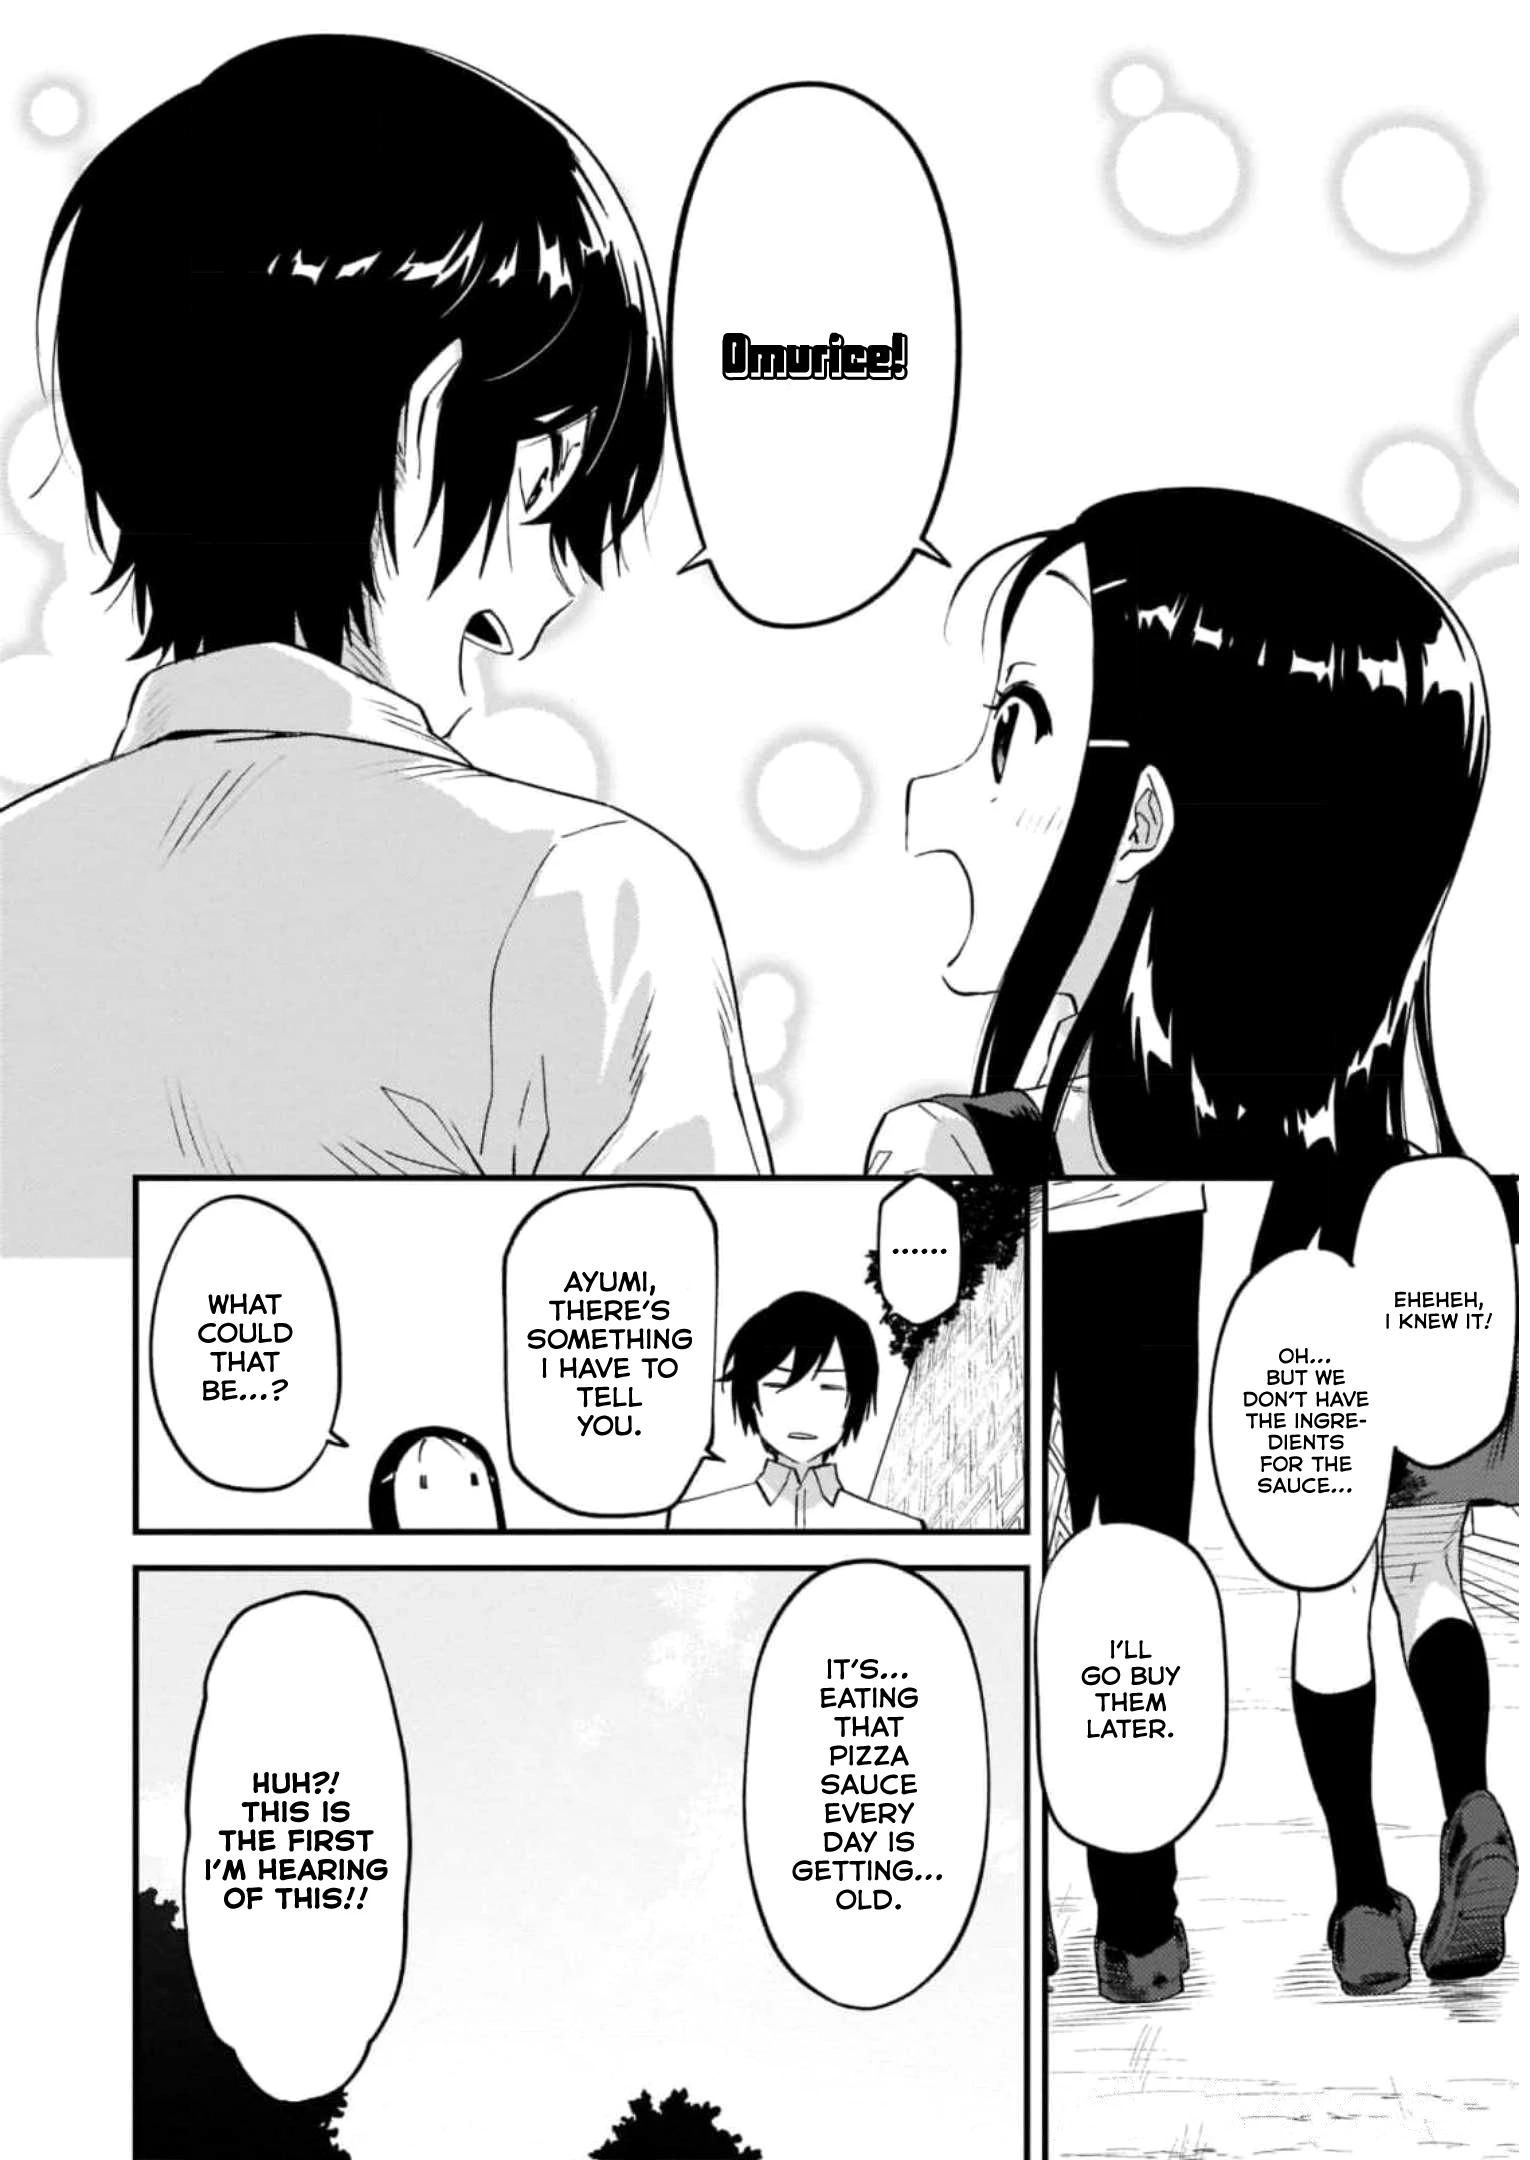 Omurice!
EHEHEH,
I KNEW IT!
OH...
BUT WE
DON'T HAVE
THE INGRE-
DIENTS
FOR THE
SAUCE...
I'LL
GO BUY
THEM
LATER.
......
AYUMI,
THERE'S
SOMETHING
I HAVE TO
TELL
YOU.
WHAT
COULD
THAT
BE...?
IT'S...
EATING
THAT
PIZZA
SAUCE
EVERY
DAY IS
GETTING...
OLD.
HUH?!
THIS IS
THE FIRST
I'M HEARING
OF THIS!!